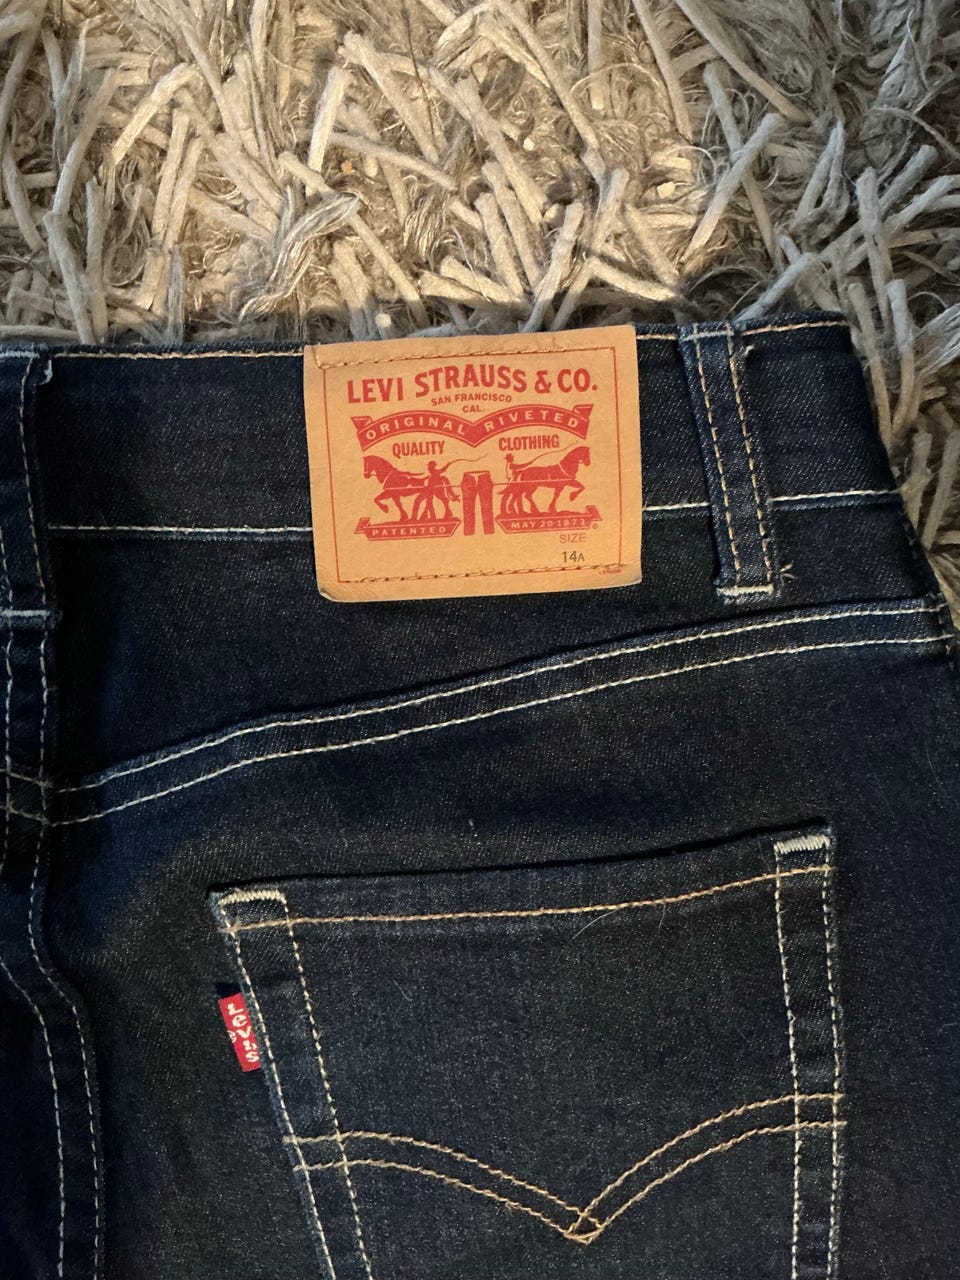 LEVI STRAUSS & CO.
SAN FRANCISCO
CAL.
ORIGINAL RIVETED
QUALITY CLOTHING
PATENTED MAY 20 1873
SIZE
14A
Levi's